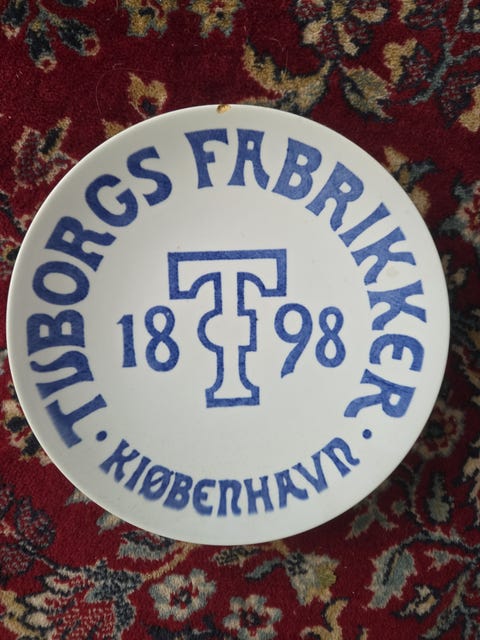 TUBORGS FABRIKKER
T
18 98
KIØBENHAVN